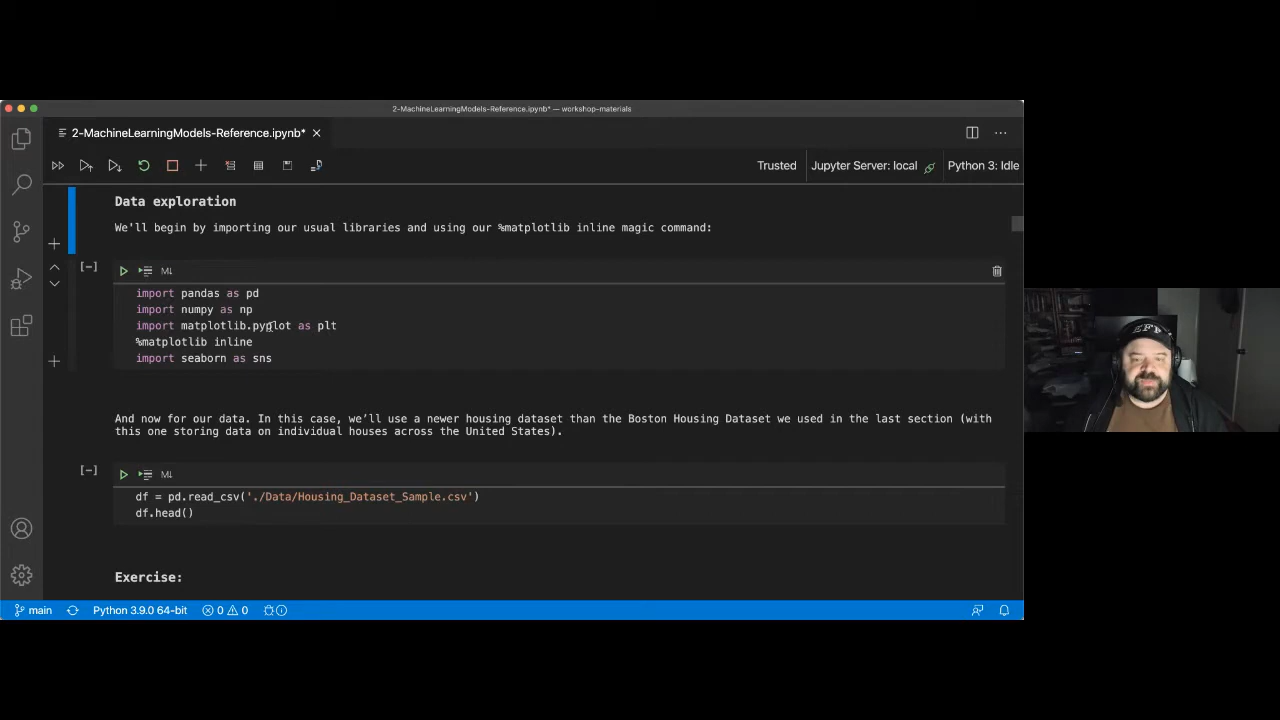 2-MachineLearningModels-Reference.ipynb* — workshop-materials
2-MachineLearningModels-Reference.ipynb*
Trusted
Jupyter Server: local
Python 3: Idle
Data exploration
We'll begin by importing our usual libraries and using our %matplotlib inline magic command:
[-]
M↓
import pandas as pd
import numpy as np
import matplotlib.pyplot as plt
%matplotlib inline
import seaborn as sns
And now for our data. In this case, we’ll use a newer housing dataset than the Boston Housing Dataset we used in the last section (with
this one storing data on individual houses across the United States).
[-]
M↓
df = pd.read_csv('./Data/Housing_Dataset_Sample.csv')
df.head()
Exercise:
main
Python 3.9.0 64-bit
0
0
EFF